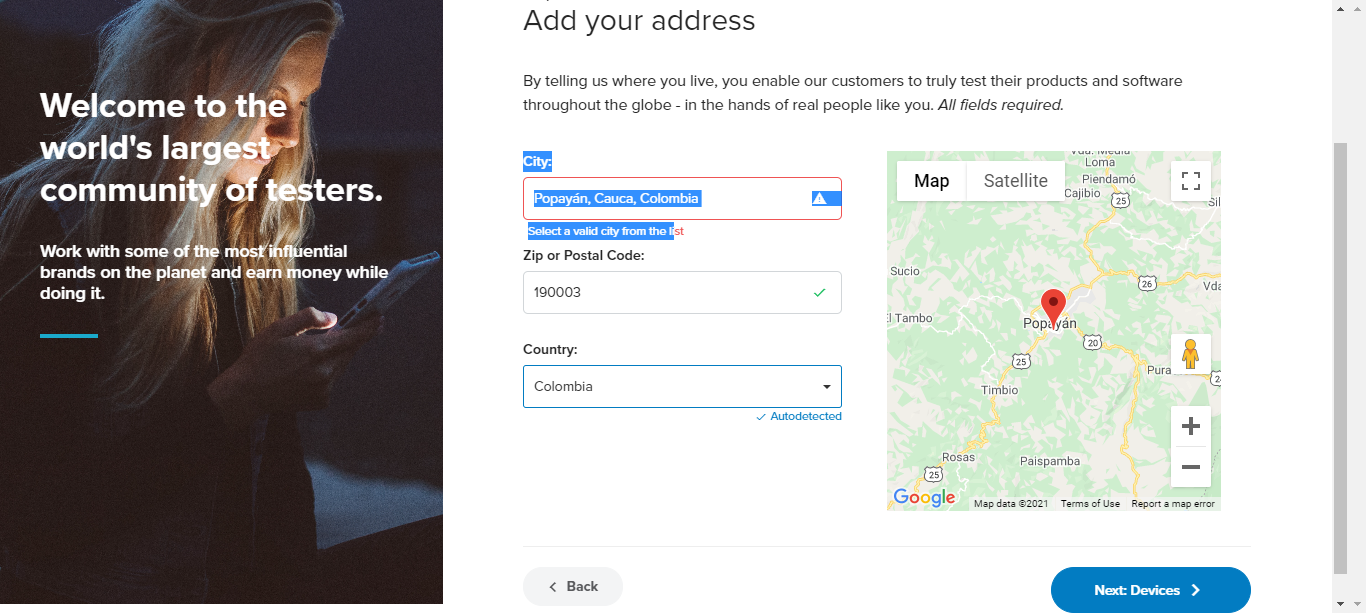 Add your address
Welcome to the
world's largest
community of testers.
Work with some of the most influential
brands on the planet and earn money while
doing it.
By telling us where you live, you enable our customers to truly test their products and software
throughout the globe - in the hands of real people like you. All fields required.
City:
Popayán, Cauca, Colombia
Select a valid city from the list
Zip or Postal Code:
190003
Country:
Colombia
Autodetected
Map
Satellite
Vda. Media
Loma
Piendamó
Cajibio
25
Sil
Sucio
26
Vda
El Tambo
Popayán
20
25
Pura
Timbio
Rosas
Paispamba
25
Google
Map data ©2021
Terms of Use
Report a map error
Back
Next: Devices